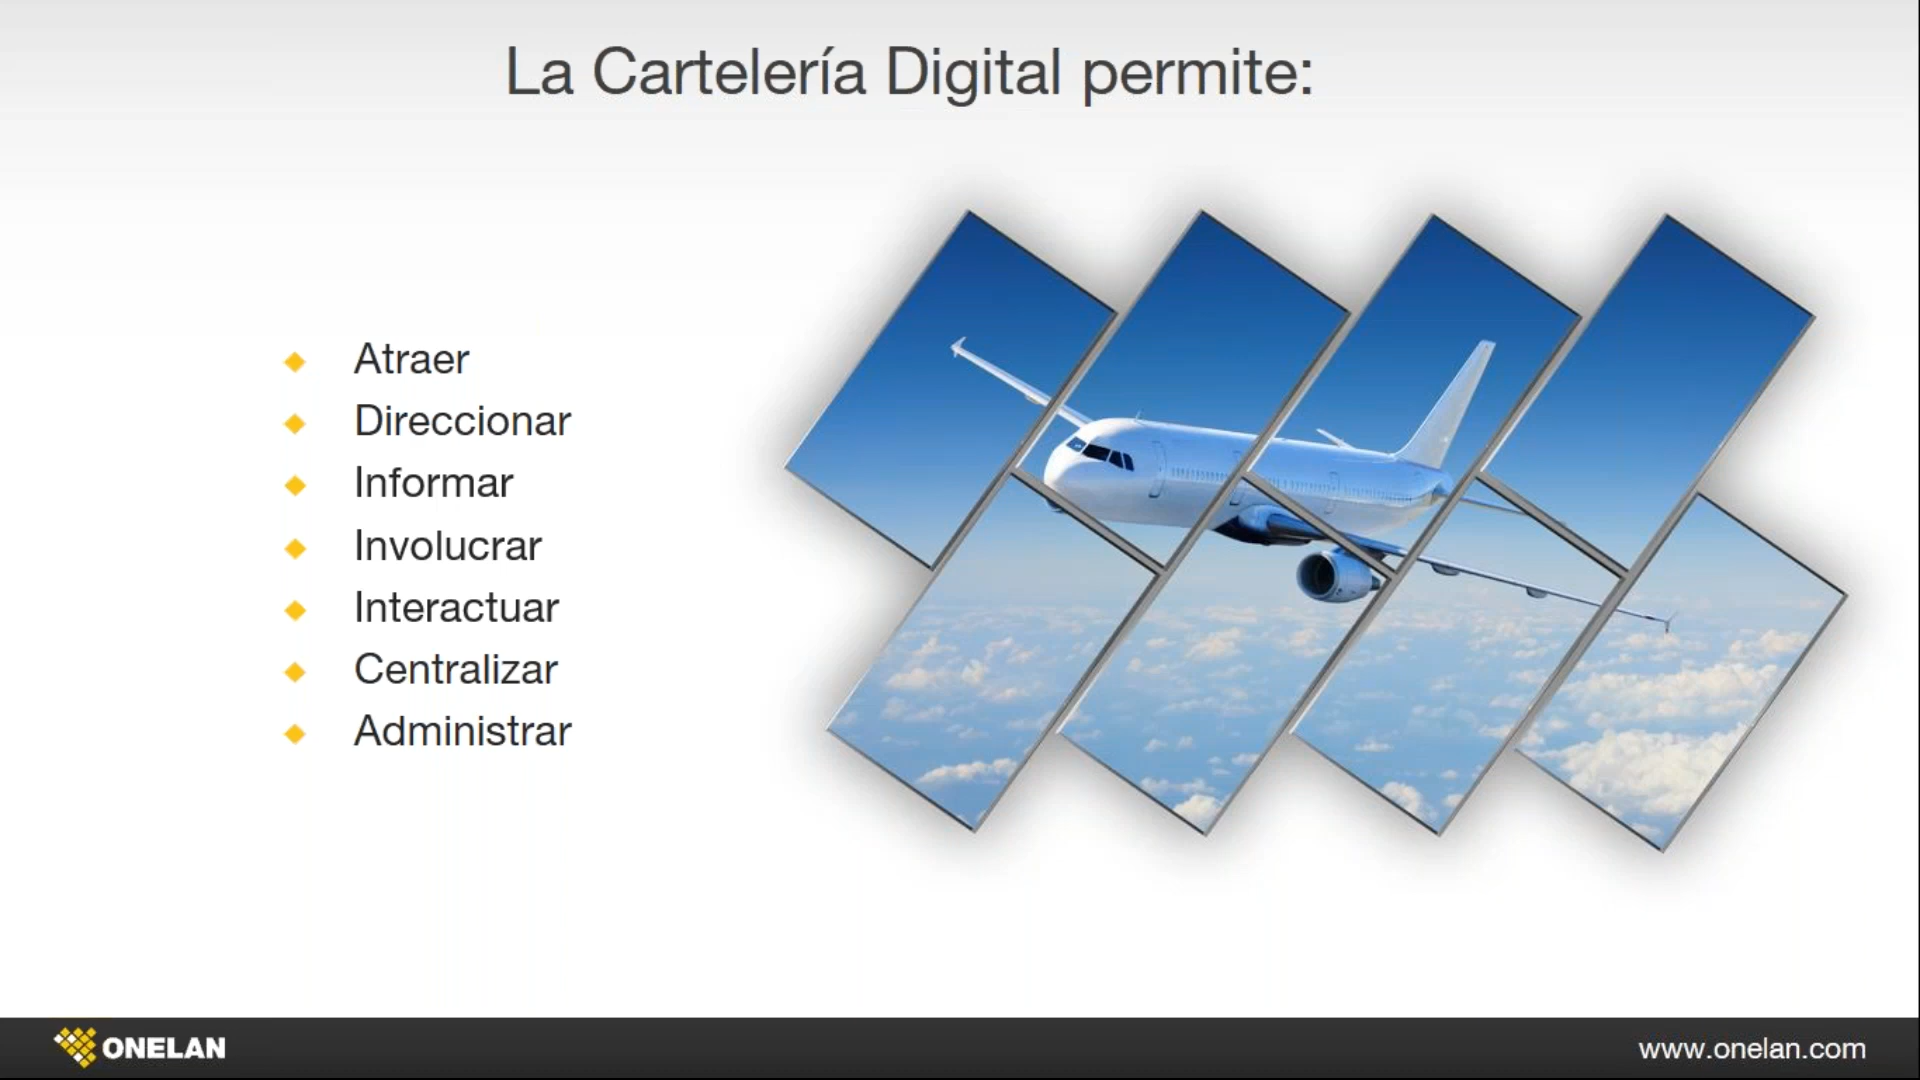 La Cartelería Digital permite:
Atraer
Direccionar
Informar
Involucrar
Interactuar
Centralizar
Administrar
ONELAN
www.onelan.com